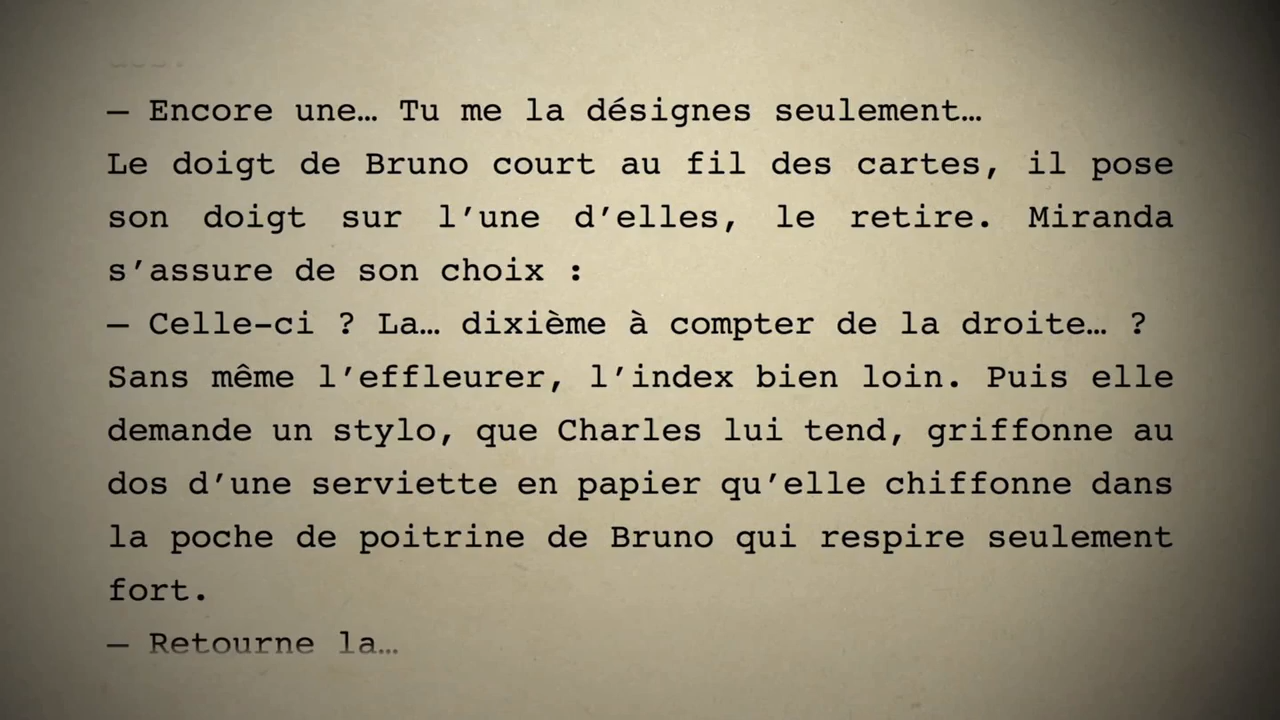 — Encore une… Tu me la désignes seulement…
Le doigt de Bruno court au fil des cartes, il pose
son doigt sur l’une d’elles, le retire. Miranda
s’assure de son choix :
— Celle-ci ? La… dixième à compter de la droite… ?
Sans même l’effleurer, l’index bien loin. Puis elle
demande un stylo, que Charles lui tend, griffonne au
dos d’une serviette en papier qu’elle chiffonne dans
la poche de poitrine de Bruno qui respire seulement
fort.
— Retourne la…